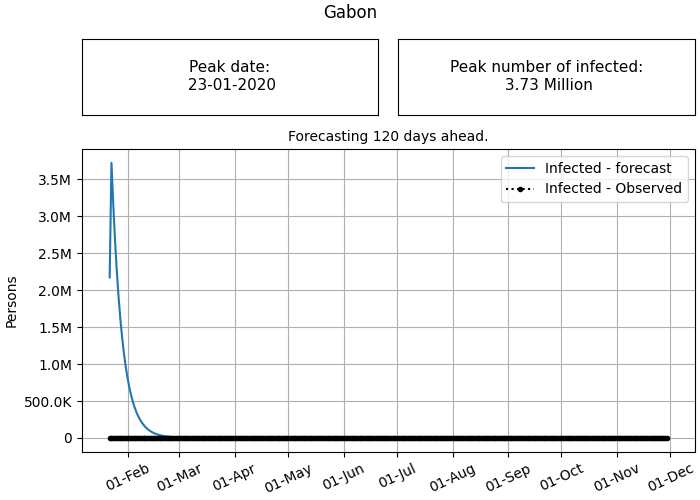 Gabon
Peak date:
23-01-2020
Peak number of infected:
3.73 Million
Forecasting 120 days ahead.
Infected - forecast
Infected - Observed
Persons
3.5M
3.0M
2.5M
2.0M
1.5M
1.0M
500.0K
0
01-Feb
01-Mar
01-Apr
01-May
01-Jun
01-Jul
01-Aug
01-Sep
01-Oct
01-Nov
01-Dec